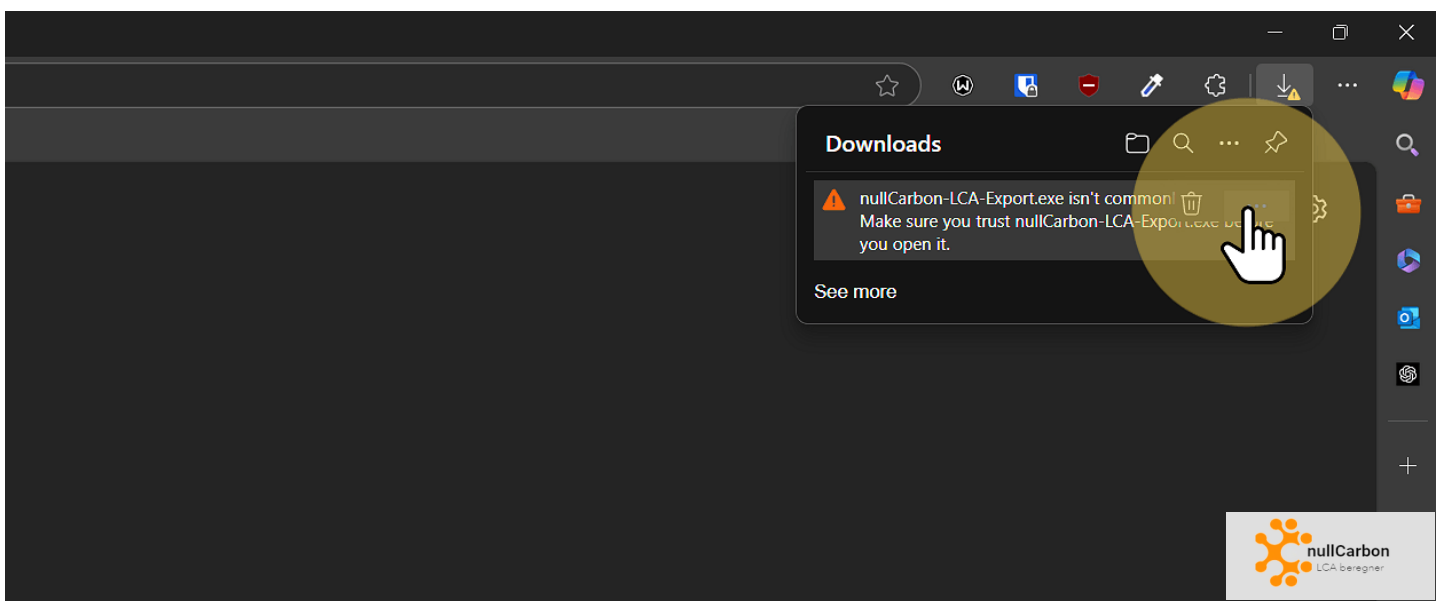 Downloads
nullCarbon-LCA-Export.exe isn't common
Make sure you trust nullCarbon-LCA-Export.exe before
you open it.
See more
nullCarbon
LCA beregner